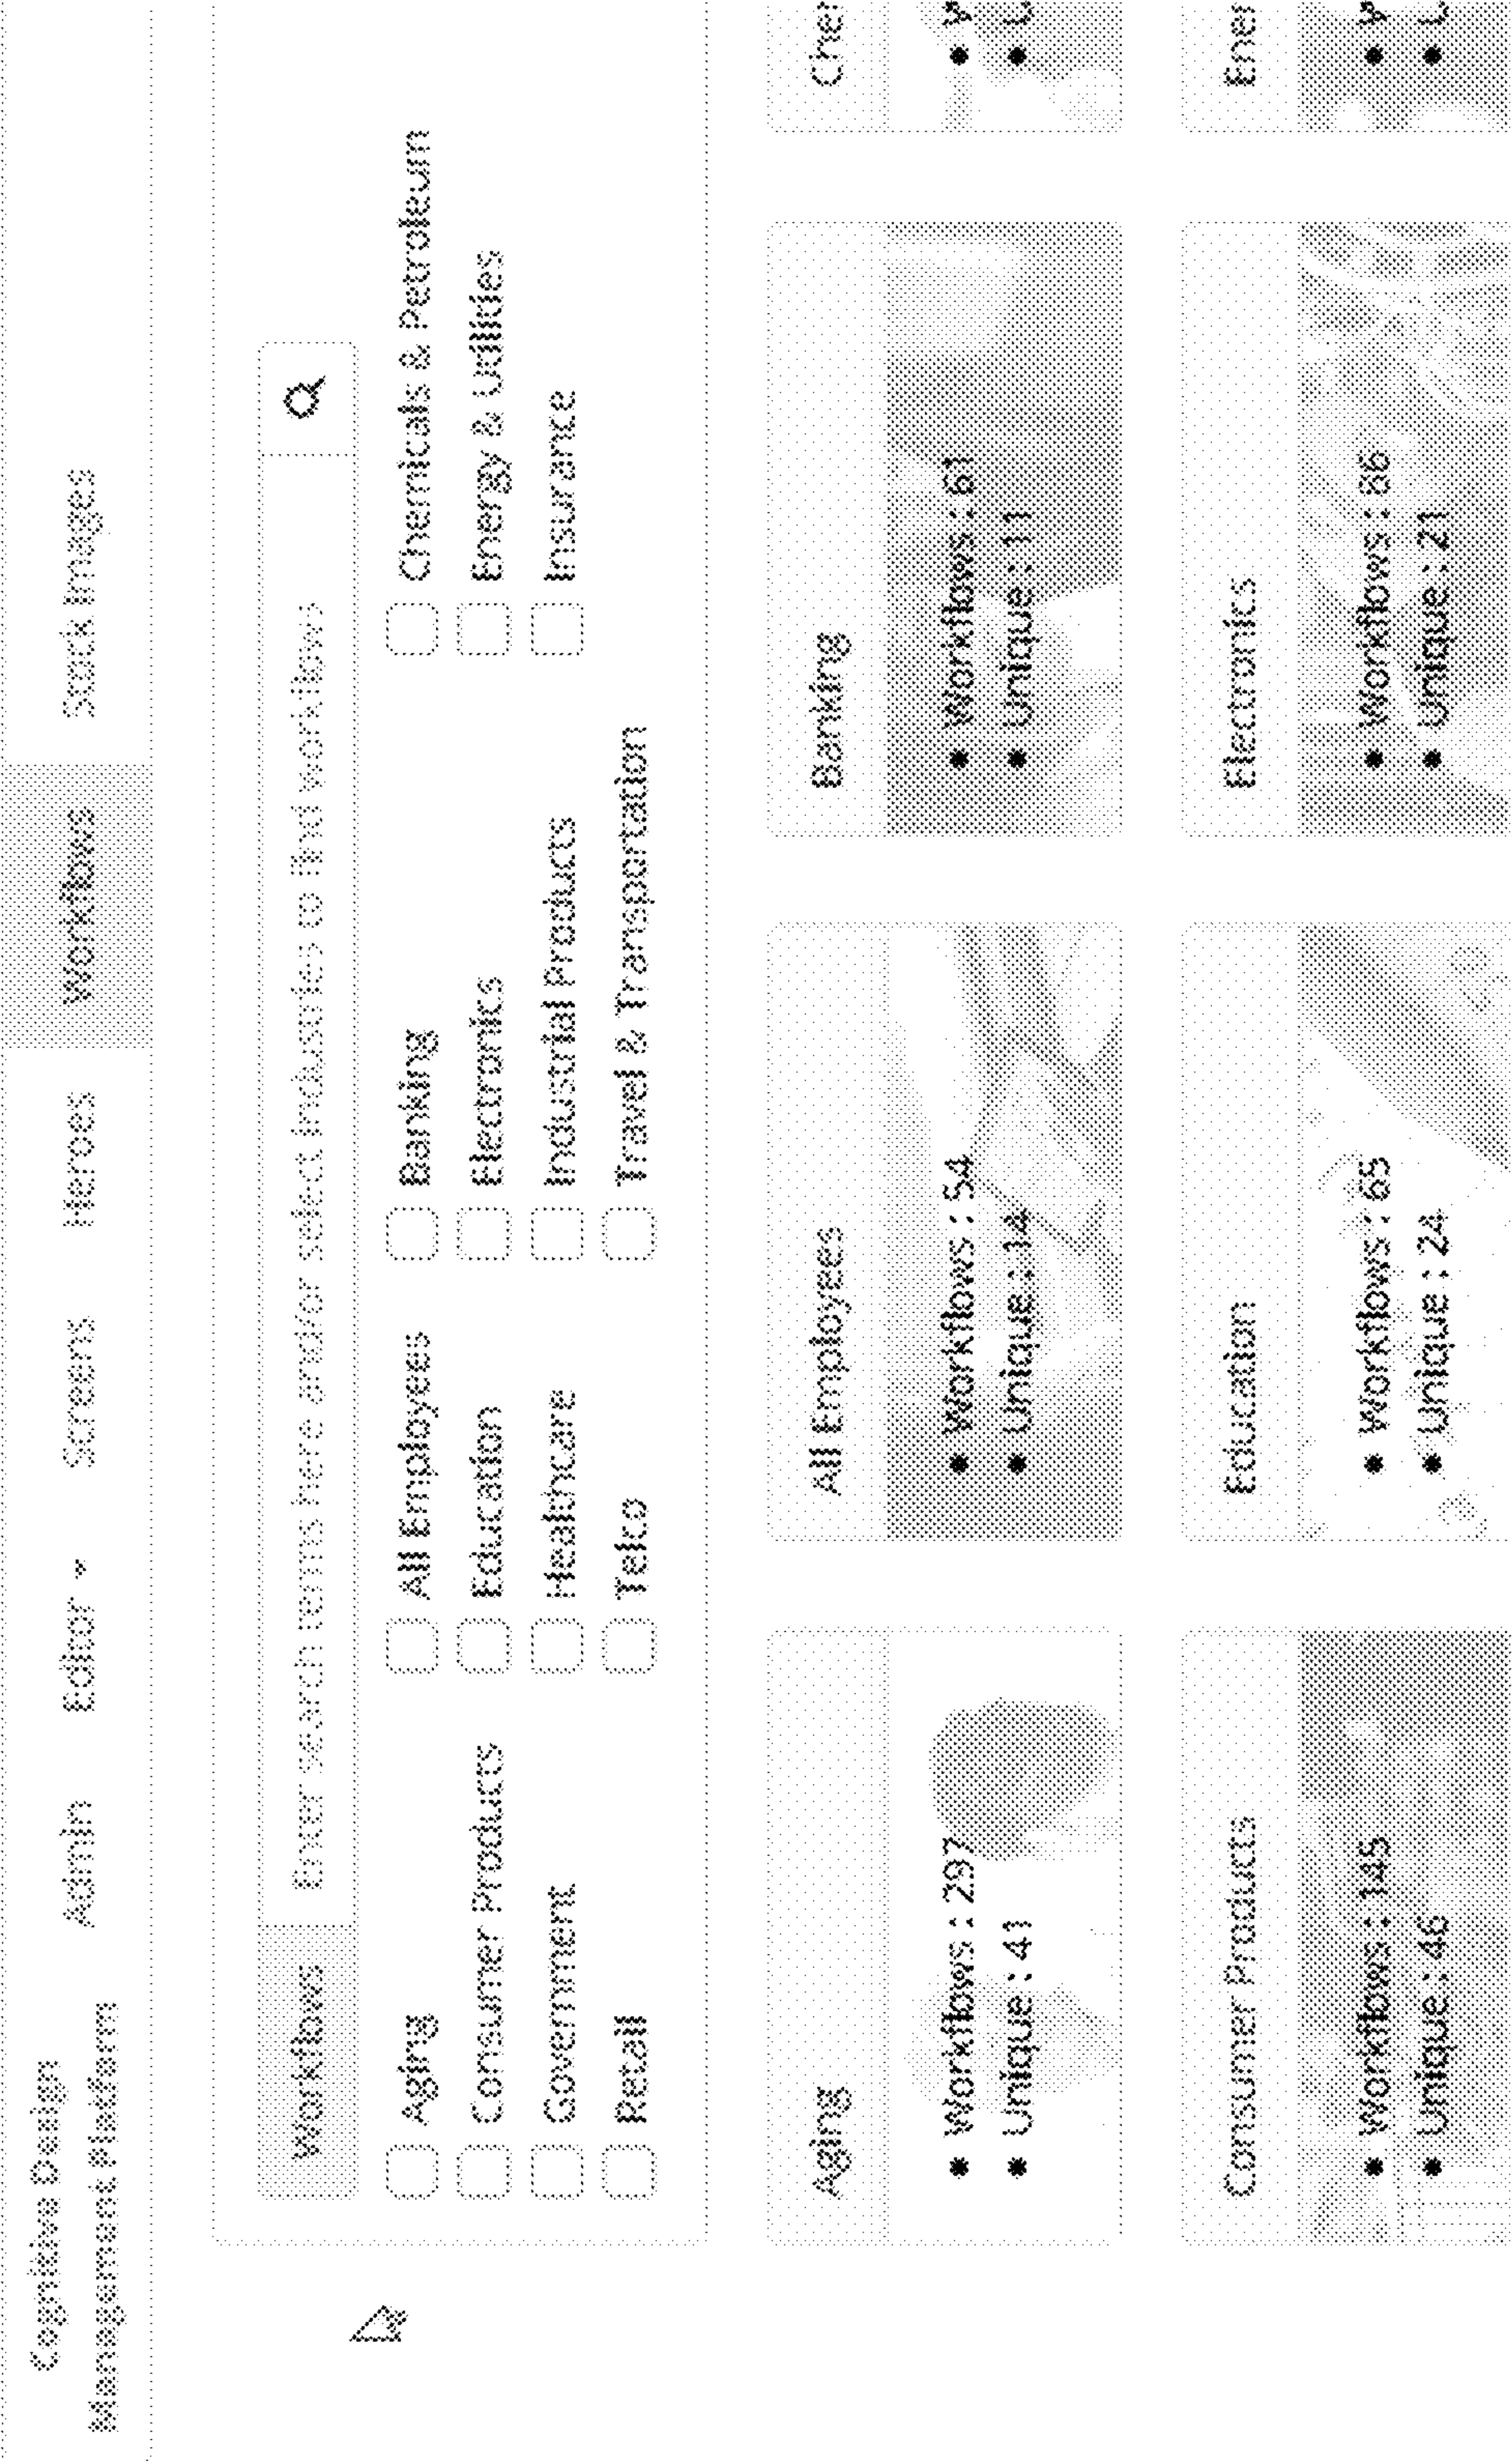 Cognitive Design
Management Platform
Admin
Editor
Screens
Heroes
Workflows
Stock Images
Workflows
Enter search terms here and/or select industries to find workflows
Aging
All Employees
Banking
Chemicals & Petroleum
Consumer Products
Education
Electronics
Energy & Utilities
Government
Healthcare
Industrial Products
Insurance
Retail
Telco
Travel & Transportation
Aging
• Workflows : 297
• Unique : 41
All Employees
• Workflows : 54
• Unique : 14
Banking
• Workflows : 61
• Unique : 11
Cher
Consumer Products
• Workflows : 145
• Unique : 46
Education
• Workflows : 65
• Unique : 24
Electronics
• Workflows : 86
• Unique : 21
Ener